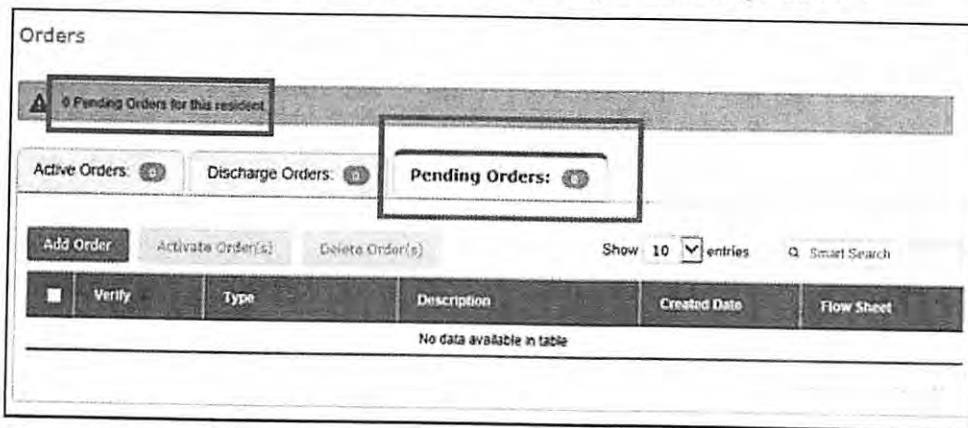 Orders
0 Pending Orders for this resident
Active Orders: 0 Discharge Orders: 0 Pending Orders: 0
Add Order Activate Order(s) Delete Order(s) Show 10 entries Smart Search
Verify Type Description Created Date Flow Sheet
No data available in table